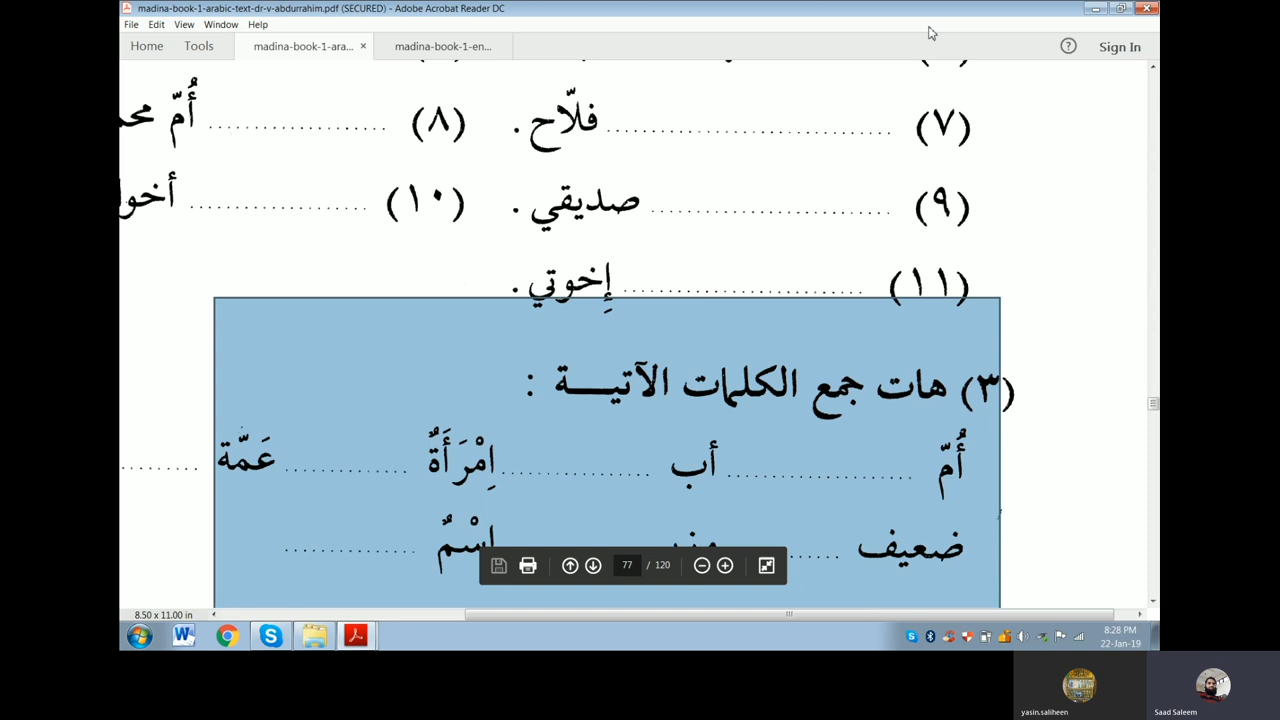 madina-book-1-arabic-text-dr-v-abdurrahim.pdf (SECURED) - Adobe Acrobat Reader DC
File Edit View Window Help
Home Tools madina-book-1-ara... × madina-book-1-en... ? Sign In
(٧) ........................ فلّاح . (٨) ........................ أُمّ
(٩) ........................ صديقي . (١٠) ........................
(١١) ........................ إِخوتي .
(٣) هات جمع الكلمات الآتيـــــة :
أُمّ ........................ أب ........................ اِمْرَأَةٌ ........................ عَمَّة ............
ضعيف ............ اِسْمٌ ........................
77 / 120
8.50 x 11.00 in
8:28 PM
22-Jan-19
yasin.saliheen Saad Saleem